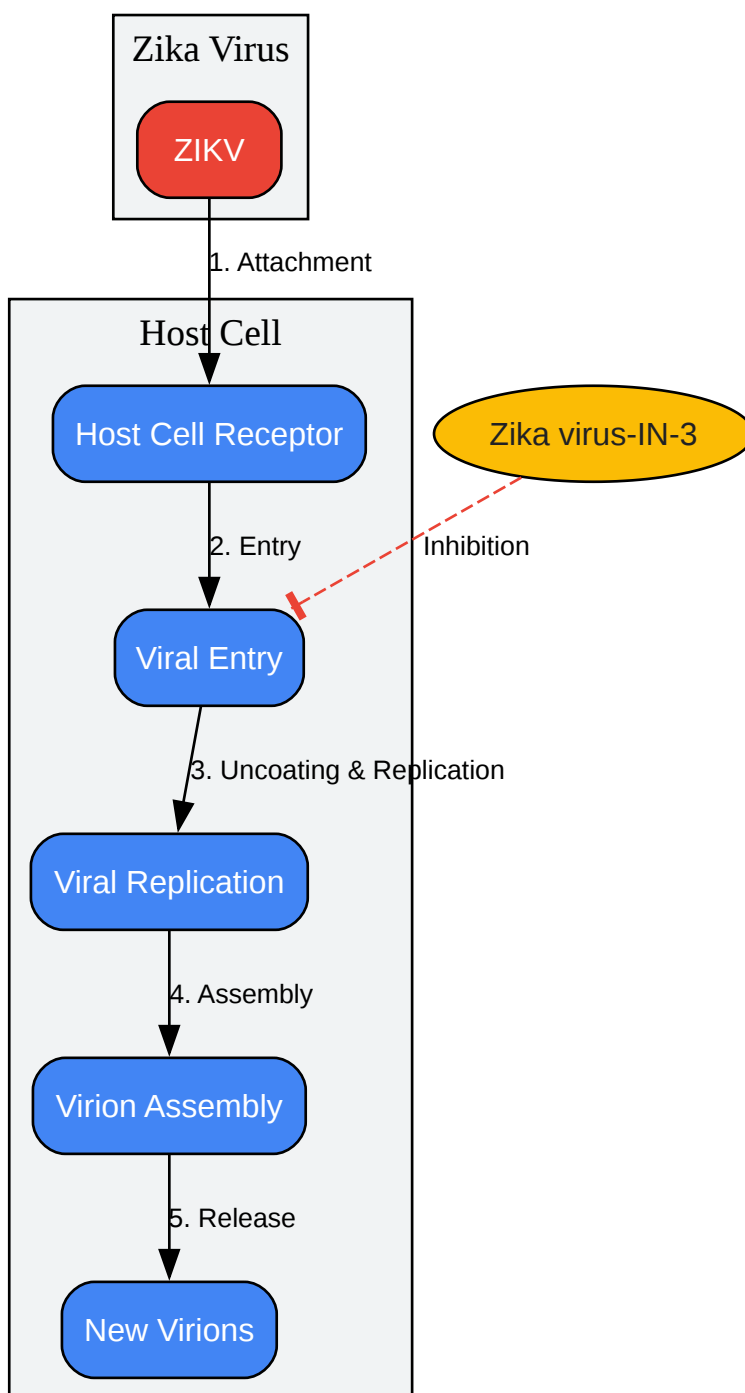 Zika Virus
ZIKV
1. Attachment
Host Cell
Host Cell Receptor
Zika virus-IN-3
2. Entry
Inhibition
Viral Entry
3. Uncoating & Replication
Viral Replication
4. Assembly
Virion Assembly
5. Release
New Virions